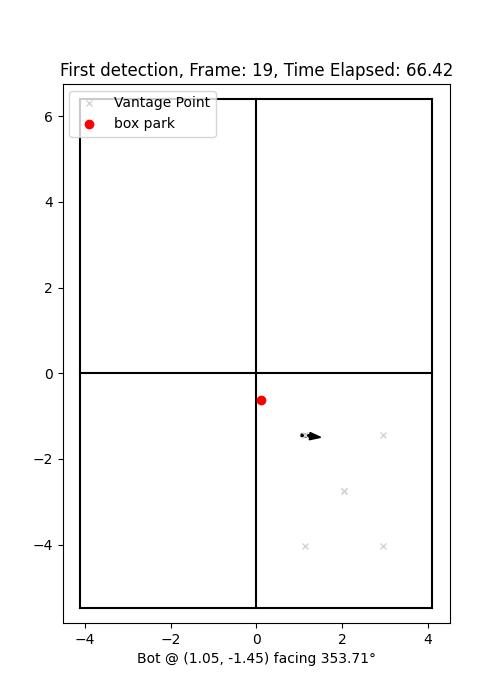 First detection, Frame: 19, Time Elapsed: 66.42
Vantage Point
box park
6
4
2
0
−2
−4
−4
−2
0
2
4
Bot @ (1.05, -1.45) facing 353.71°